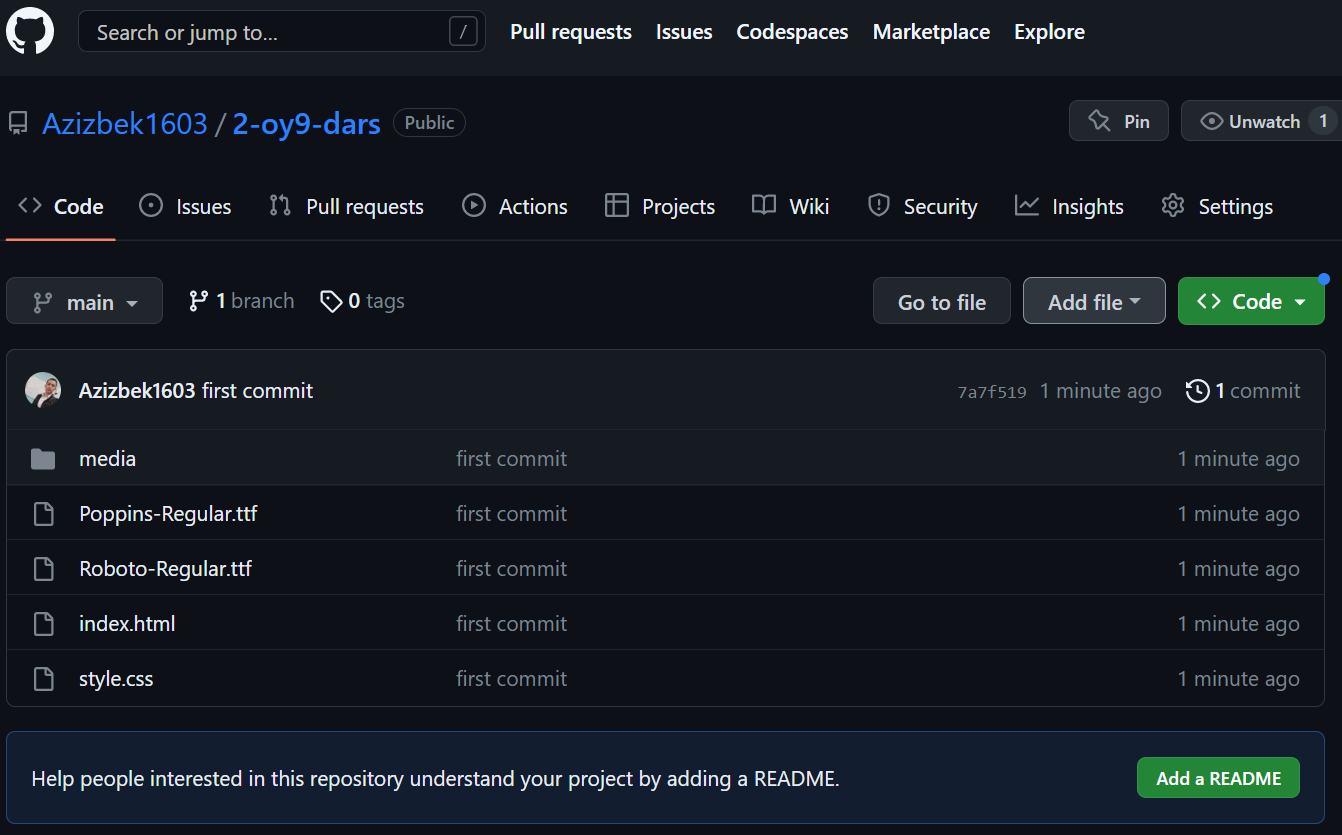 Search or jump to... / Pull requests Issues Codespaces Marketplace Explore
Azizbek1603 / 2-oy9-dars Public Pin Unwatch 1
Code Issues Pull requests Actions Projects Wiki Security Insights Settings
main 1 branch 0 tags Go to file Add file Code
Azizbek1603 first commit 7a7f519 1 minute ago 1 commit
media first commit 1 minute ago
Poppins-Regular.ttf first commit 1 minute ago
Roboto-Regular.ttf first commit 1 minute ago
index.html first commit 1 minute ago
style.css first commit 1 minute ago
Help people interested in this repository understand your project by adding a README. Add a README